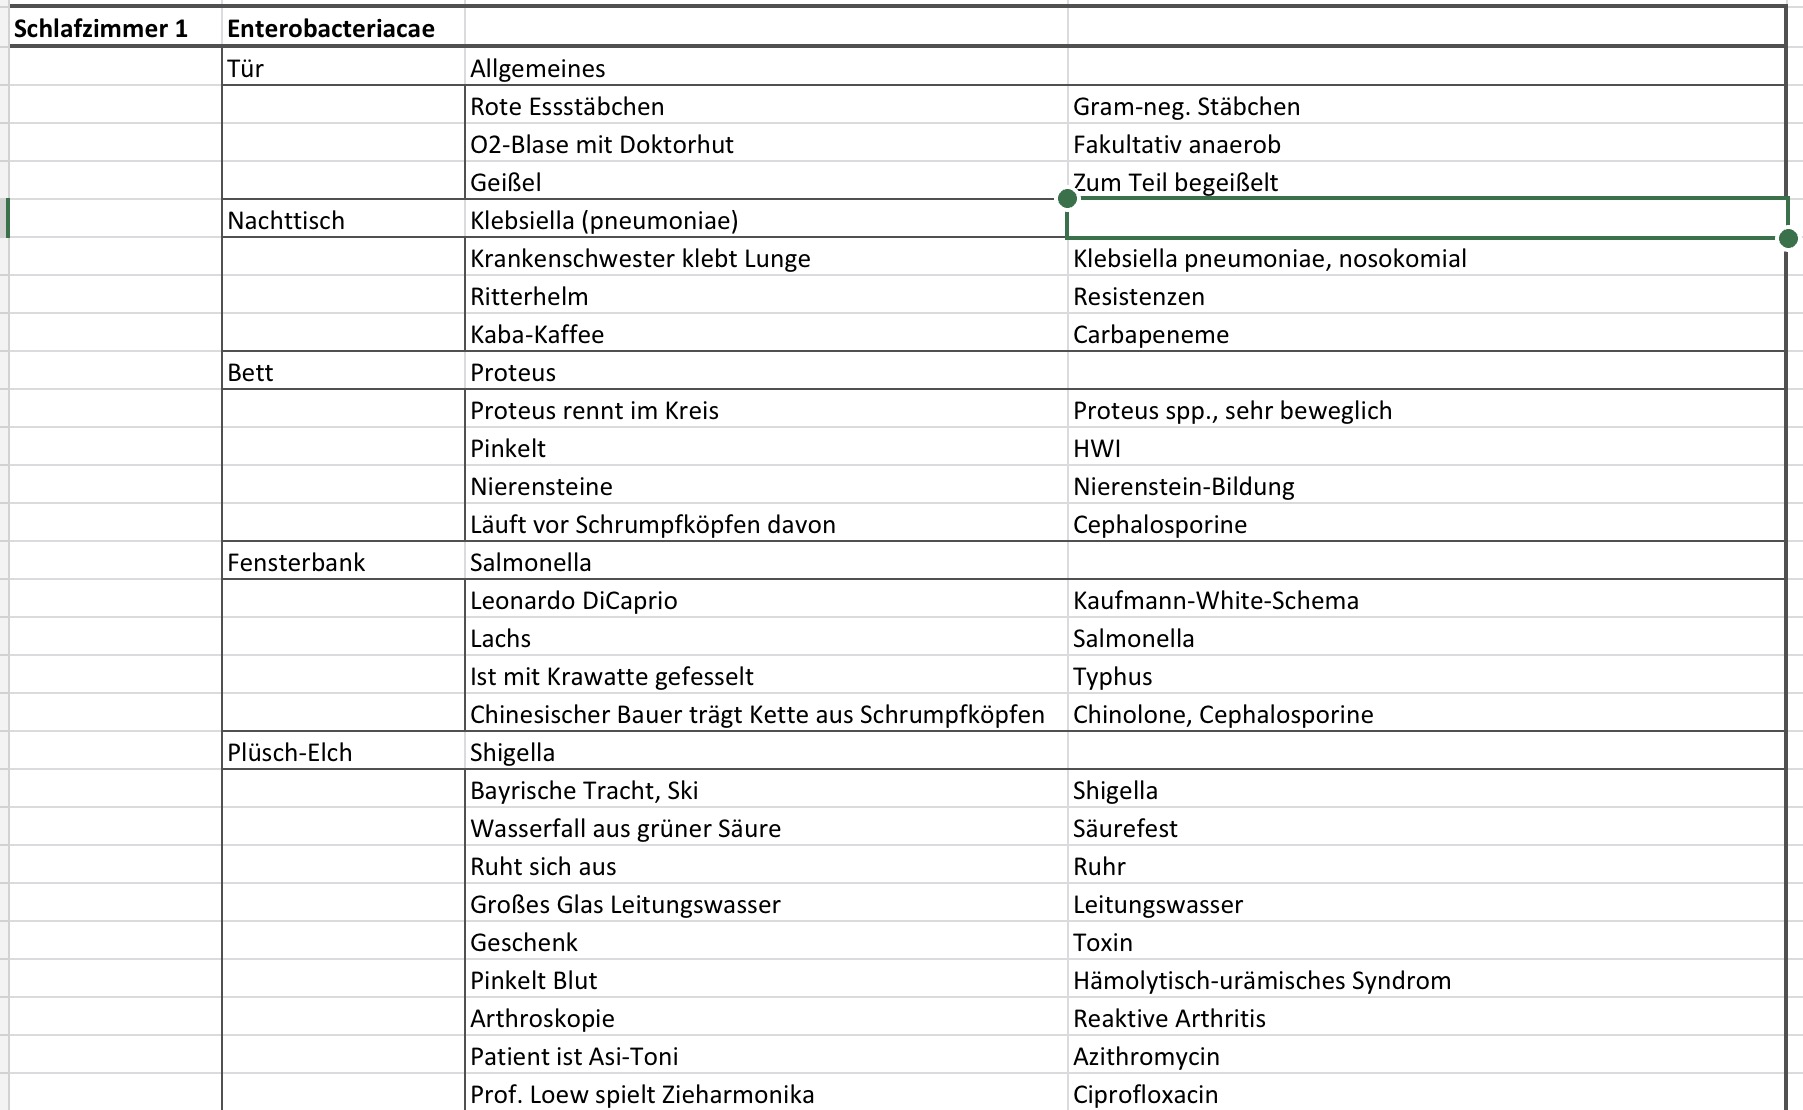 Schlafzimmer 1 Enterobacteriacae
Tür Allgemeines
Rote Essstäbchen Gram-neg. Stäbchen
O2-Blase mit Doktorhut Fakultativ anaerob
Geißel Zum Teil begeißelt
Nachttisch Klebsiella (pneumoniae)
Krankenschwester klebt Lunge Klebsiella pneumoniae, nosokomial
Ritterhelm Resistenzen
Kaba-Kaffee Carbapeneme
Bett Proteus
Proteus rennt im Kreis Proteus spp., sehr beweglich
Pinkelt HWI
Nierensteine Nierenstein-Bildung
Läuft vor Schrumpfköpfen davon Cephalosporine
Fensterbank Salmonella
Leonardo DiCaprio Kaufmann-White-Schema
Lachs Salmonella
Ist mit Krawatte gefesselt Typhus
Chinesischer Bauer trägt Kette aus Schrumpfköpfen Chinolone, Cephalosporine
Plüsch-Elch Shigella
Bayrische Tracht, Ski Shigella
Wasserfall aus grüner Säure Säurefest
Ruht sich aus Ruhr
Großes Glas Leitungswasser Leitungswasser
Geschenk Toxin
Pinkelt Blut Hämolytisch-urämisches Syndrom
Arthroskopie Reaktive Arthritis
Patient ist Asi-Toni Azithromycin
Prof. Loew spielt Zieharmonika Ciprofloxacin